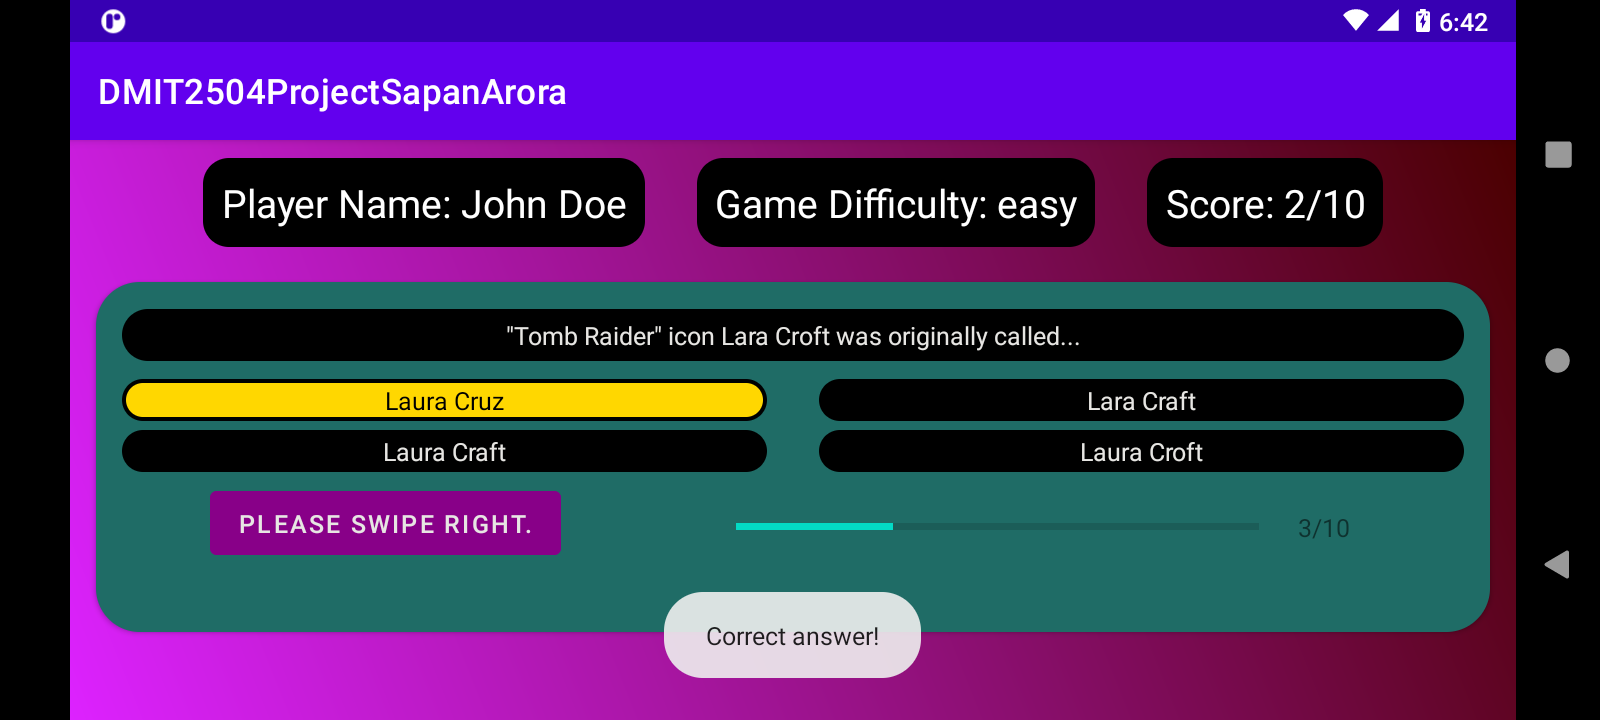 6:42
DMIT2504ProjectSapanArora
Player Name: John Doe
Game Difficulty: easy
Score: 2/10
"Tomb Raider" icon Lara Croft was originally called...
Laura Cruz
Lara Craft
Laura Craft
Laura Croft
PLEASE SWIPE RIGHT.
3/10
Correct answer!